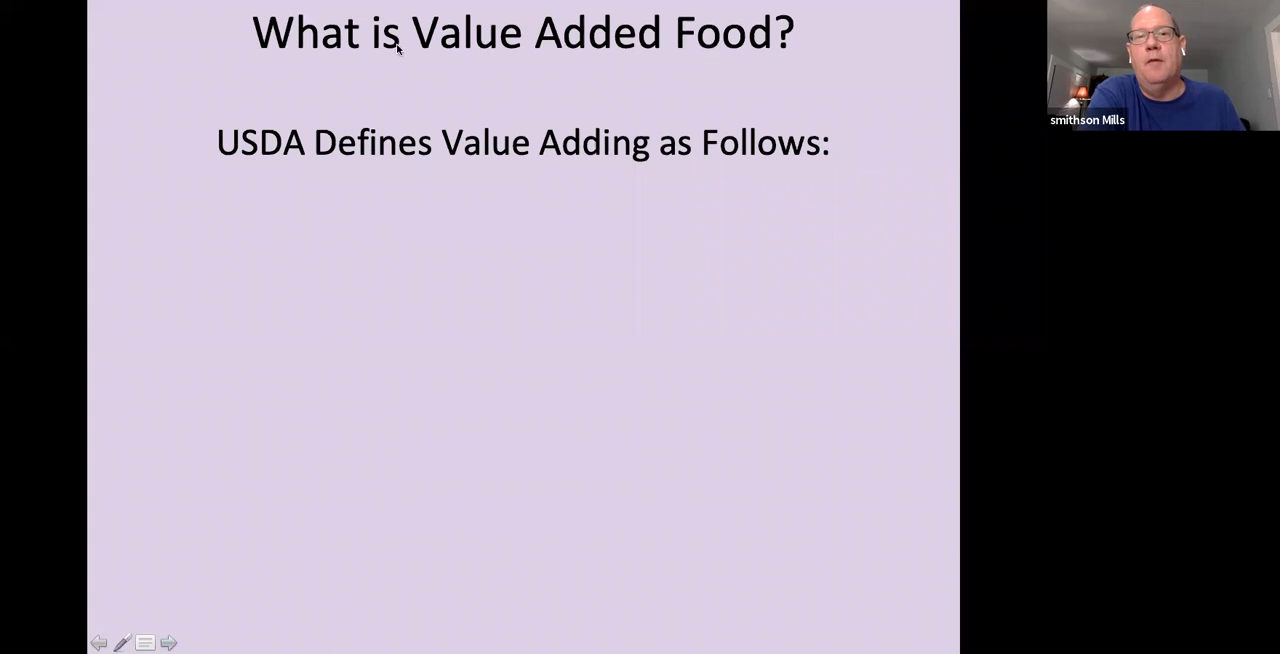 What is Value Added Food?
USDA Defines Value Adding as Follows:
smithson Mills